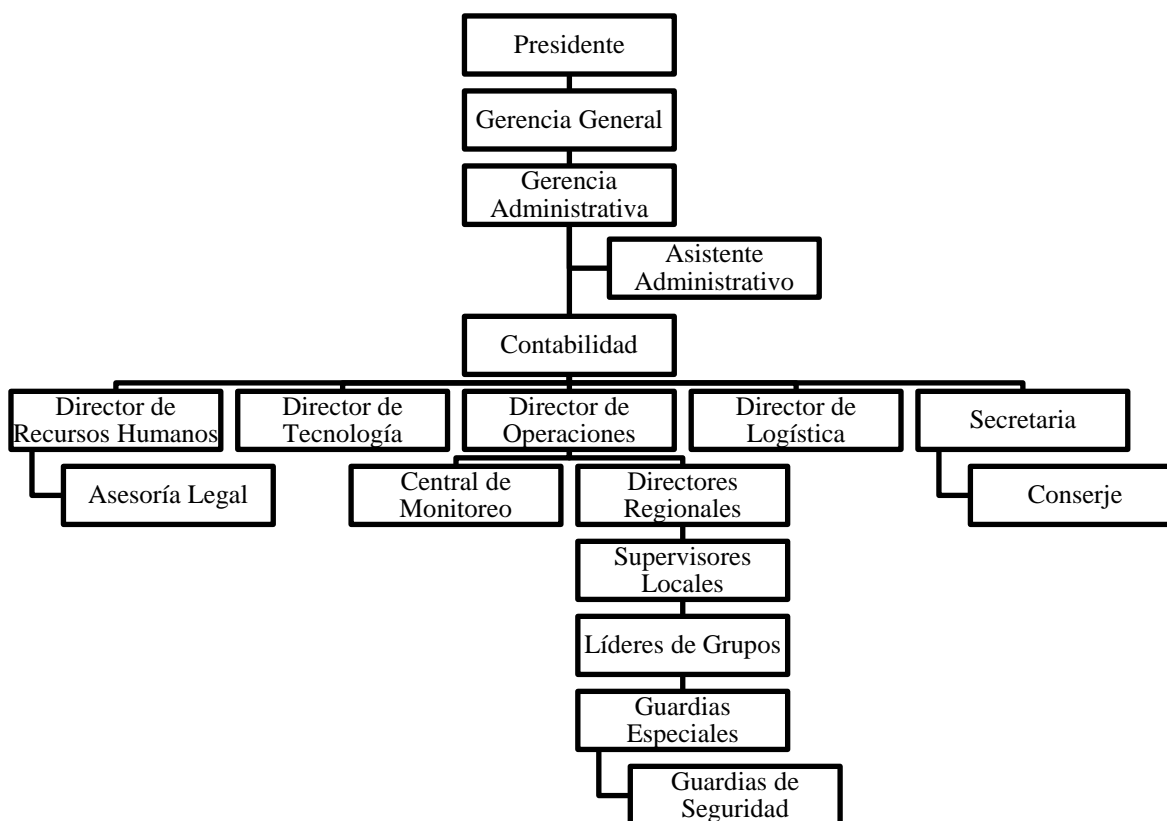 Presidente
Gerencia General
Gerencia
Administrativa
Asistente
Administrativo
Contabilidad
Director de
Recursos Humanos
Director de
Tecnología
Director de
Operaciones
Director de
Logística
Secretaria
Asesoría Legal
Central de
Monitoreo
Directores
Regionales
Conserje
Supervisores
Locales
Líderes de Grupos
Guardias
Especiales
Guardias de
Seguridad